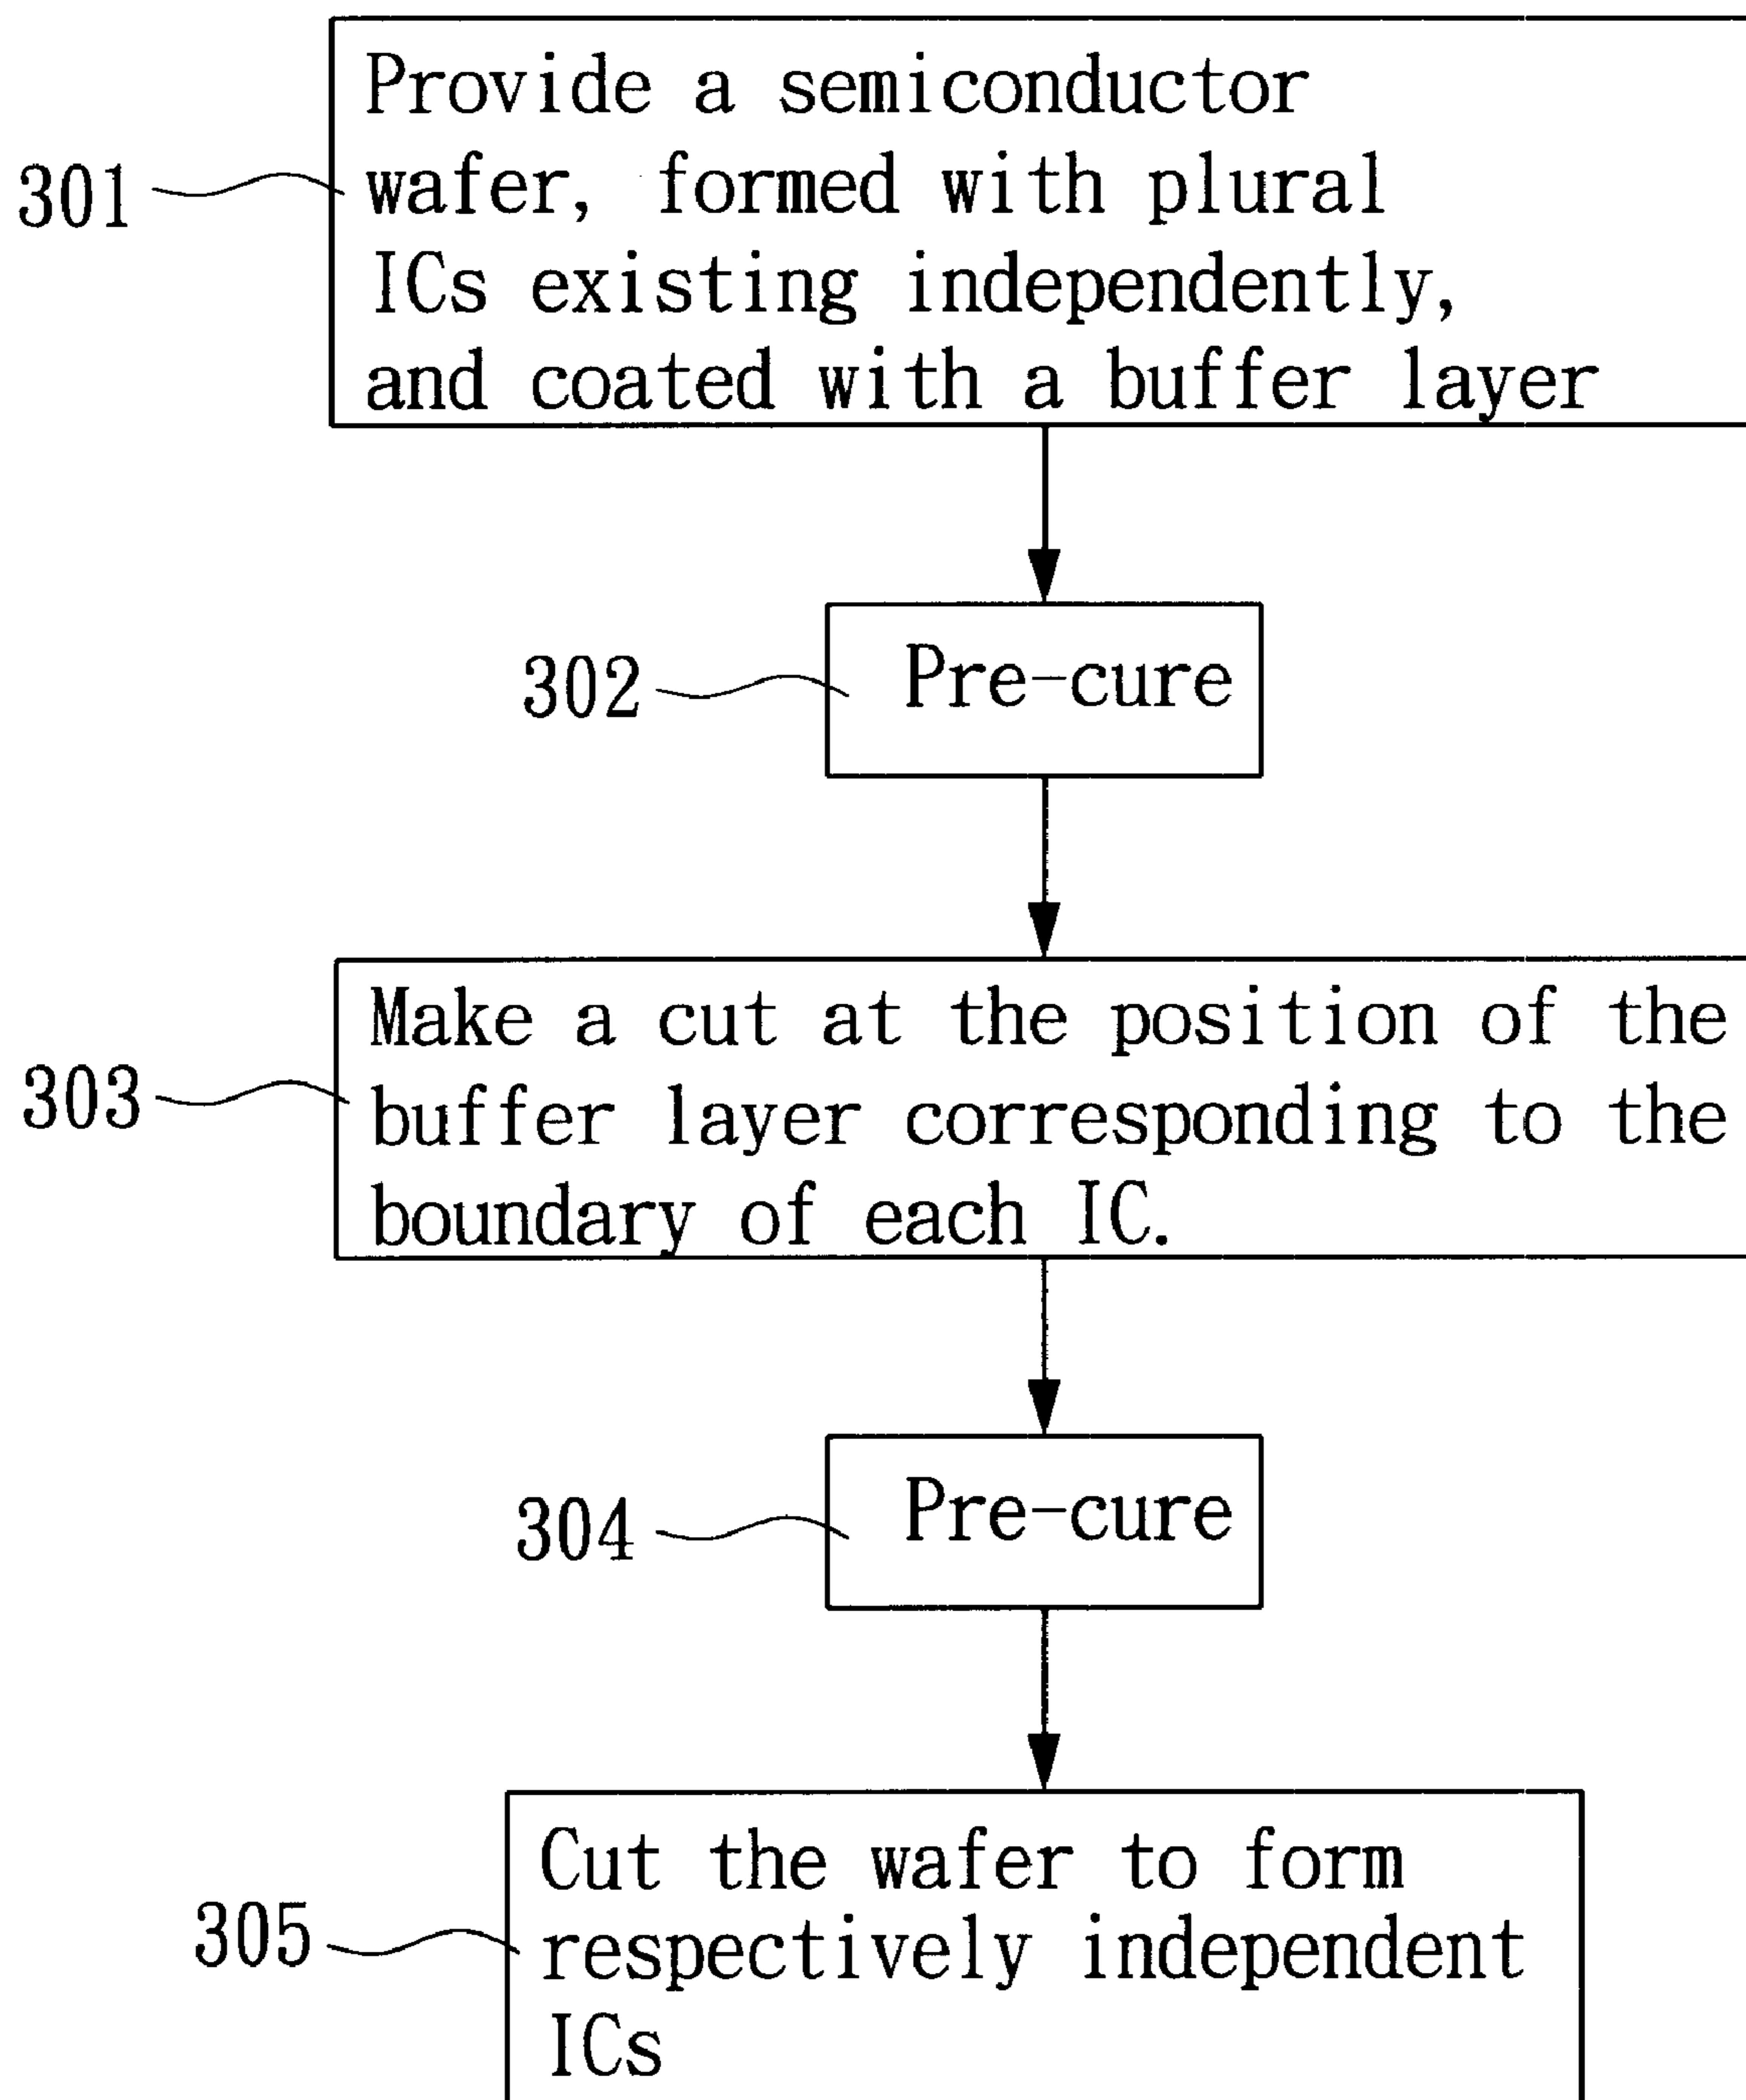 Provide a semiconductor
301
wafer, formed with plural
ICs existing independently,
and coated with a buffer layer
302
Pre-cure
Make a cut at the position of the
303
buffer layer corresponding to the
boundary of each IC.
304
Pre-cure
Cut the wafer to form
305
respectively independent
ICs